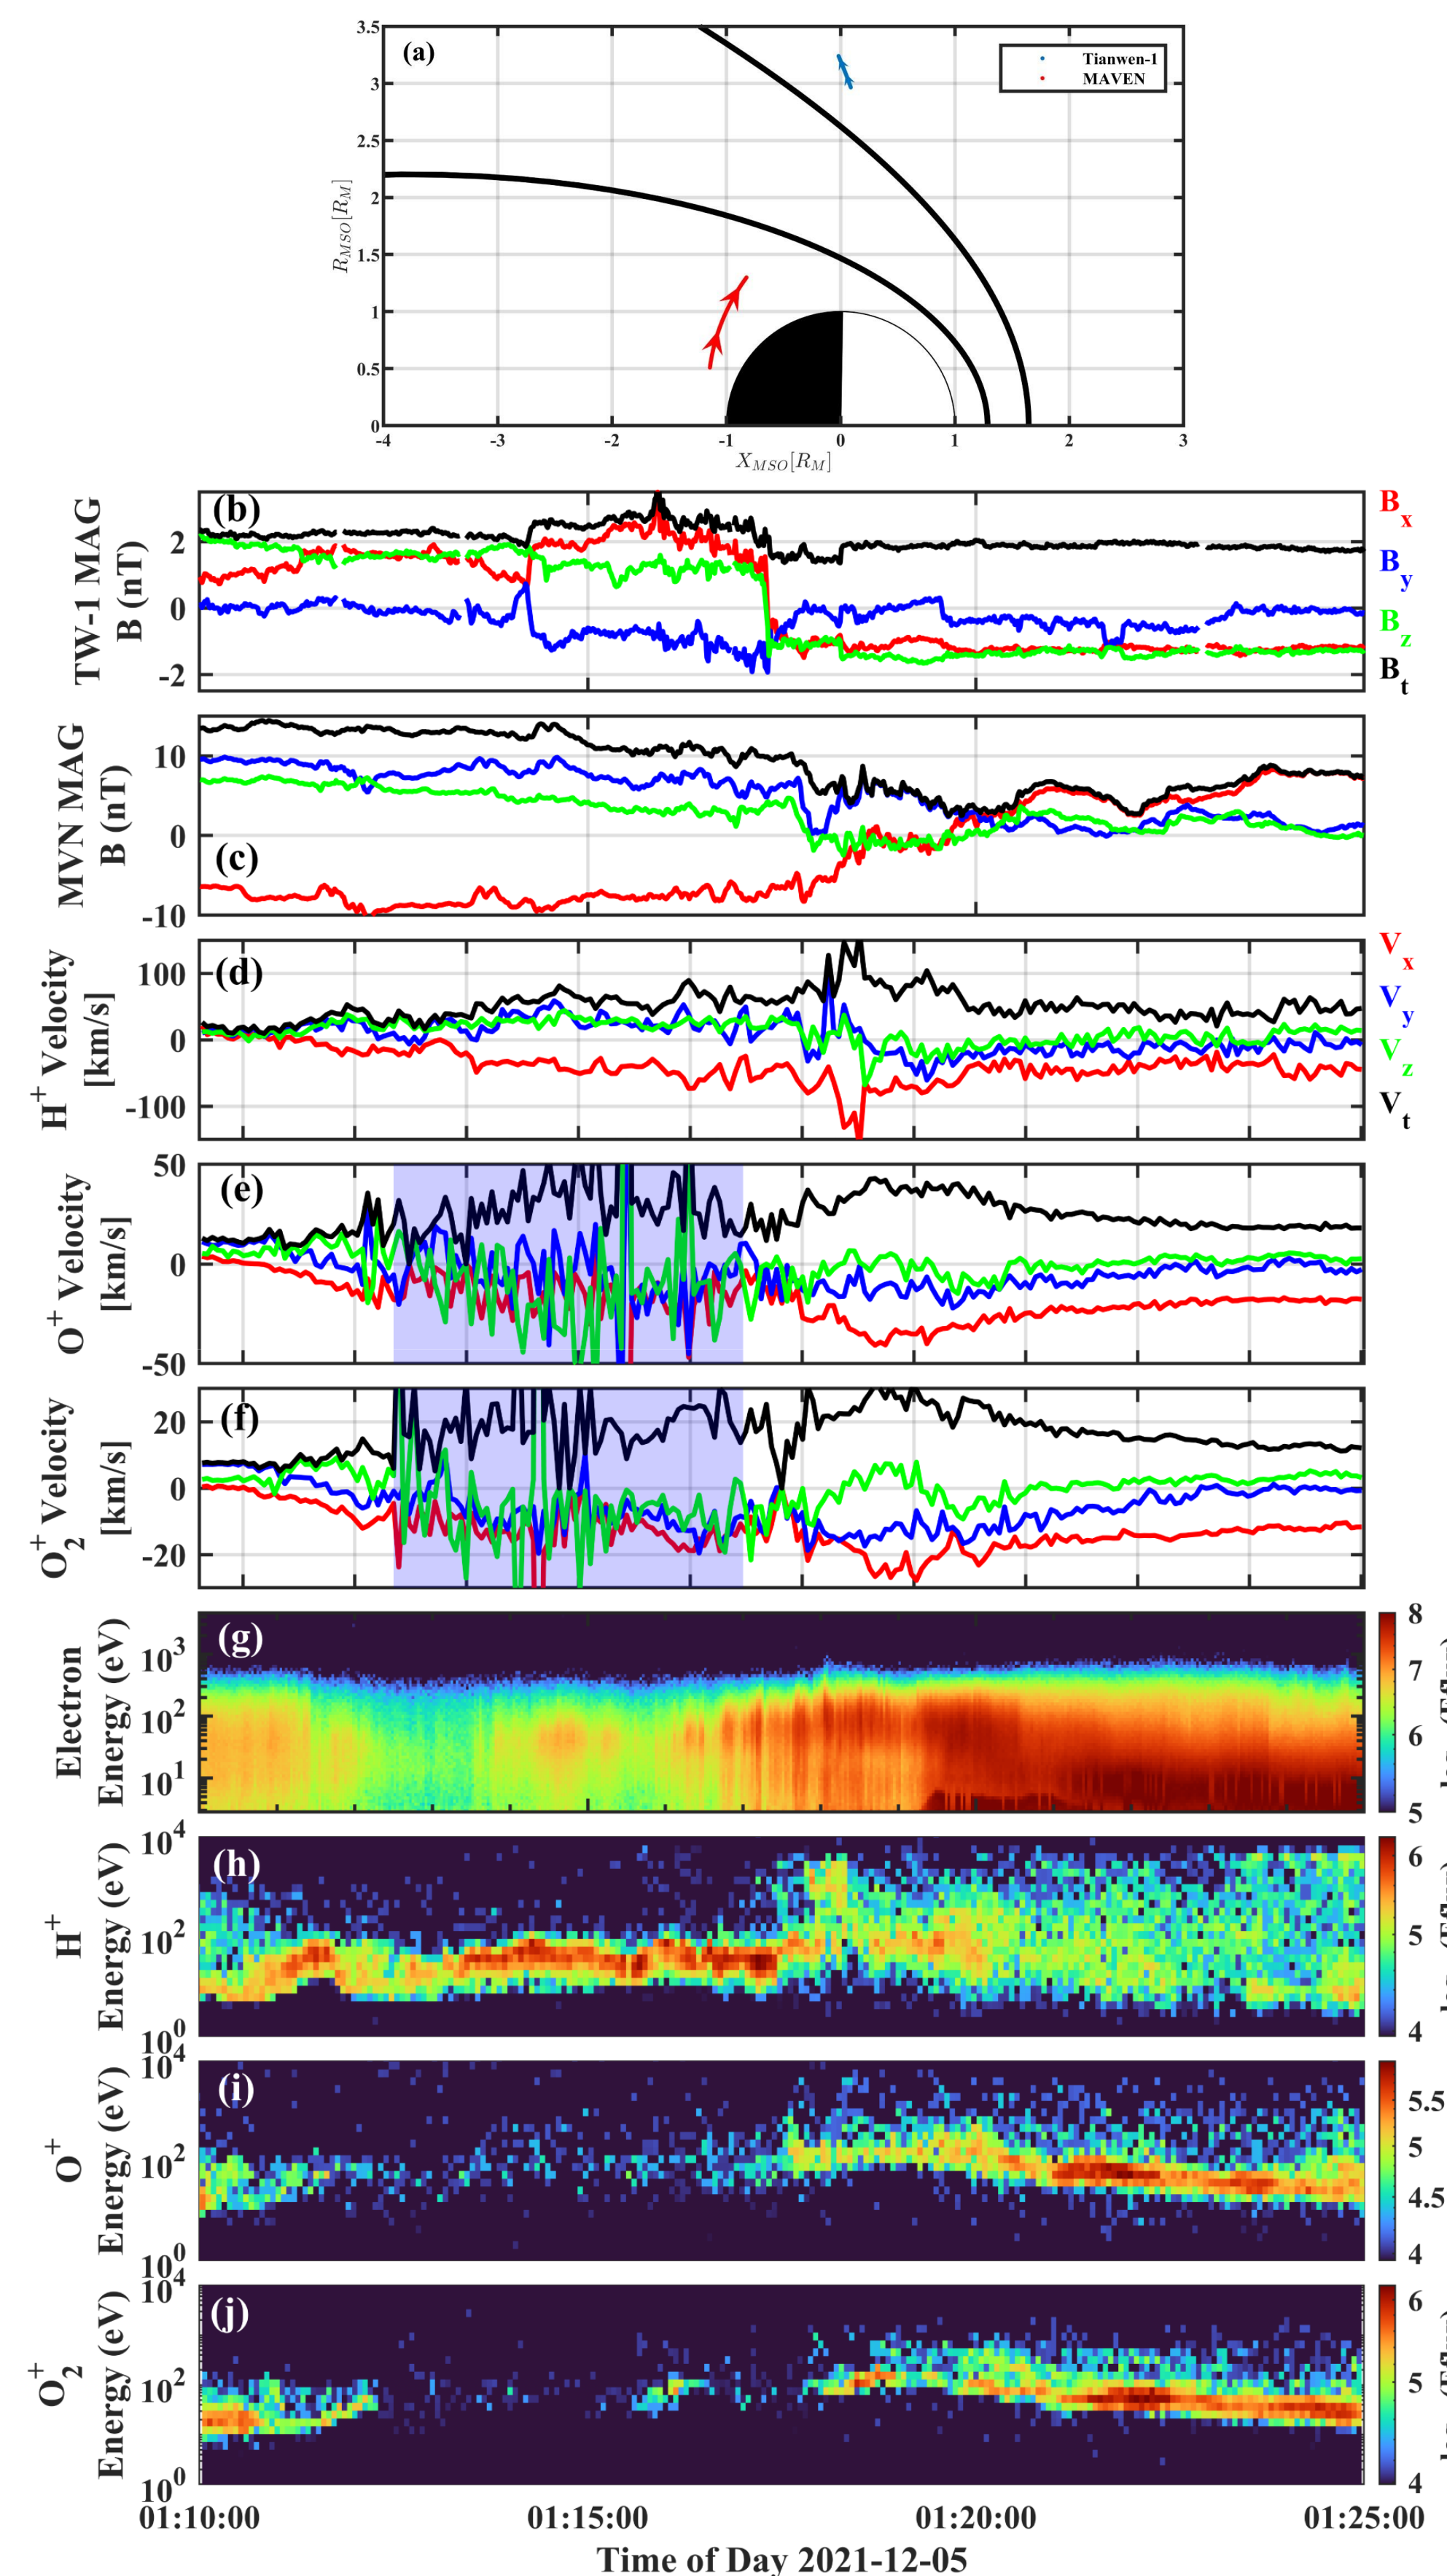 (a)
Tianwen-1
MAVEN
3.5
3
2.5
2
1.5
1
0.5
0
R_MSO[R_M]
-4 -3 -2 -1 0 1 2 3
X_MSO[R_M]
(b)
TW-1 MAG
B (nT)
2
0
-2
B_x
B_y
B_z
B_t
(c)
MVN MAG
B (nT)
10
0
-10
(d)
H^+ Velocity
[km/s]
100
0
-100
V_x
V_y
V_z
V_t
(e)
O^+ Velocity
[km/s]
50
0
-50
(f)
O_2^+ Velocity
[km/s]
20
0
-20
(g)
Electron
Energy (eV)
10^3
10^2
10^1
8
7
6
5
(h)
H^+
Energy (eV)
10^4
10^2
10^0
6
5
4
(i)
O^+
Energy (eV)
10^4
10^2
10^0
5.5
5
4.5
4
(j)
O_2^+
Energy (eV)
10^4
10^2
10^0
6
5
4
01:10:00 01:15:00 01:20:00 01:25:00
Time of Day 2021-12-05